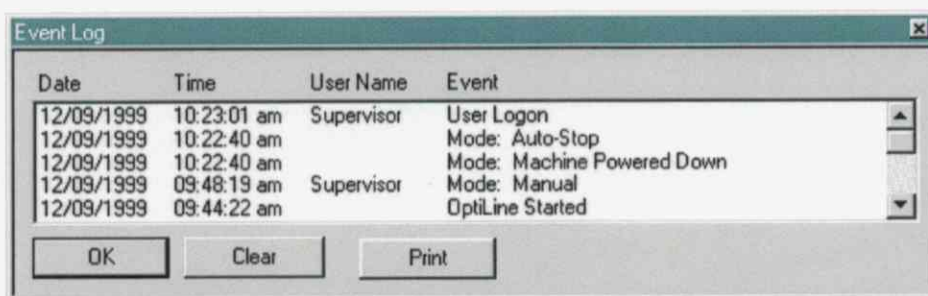 Event Log
Date Time User Name Event
12/09/1999 10:23:01 am Supervisor User Logon
12/09/1999 10:22:40 am Mode: Auto-Stop
12/09/1999 10:22:40 am Mode: Machine Powered Down
12/09/1999 09:48:19 am Supervisor Mode: Manual
12/09/1999 09:44:22 am OptiLine Started
OK Clear Print